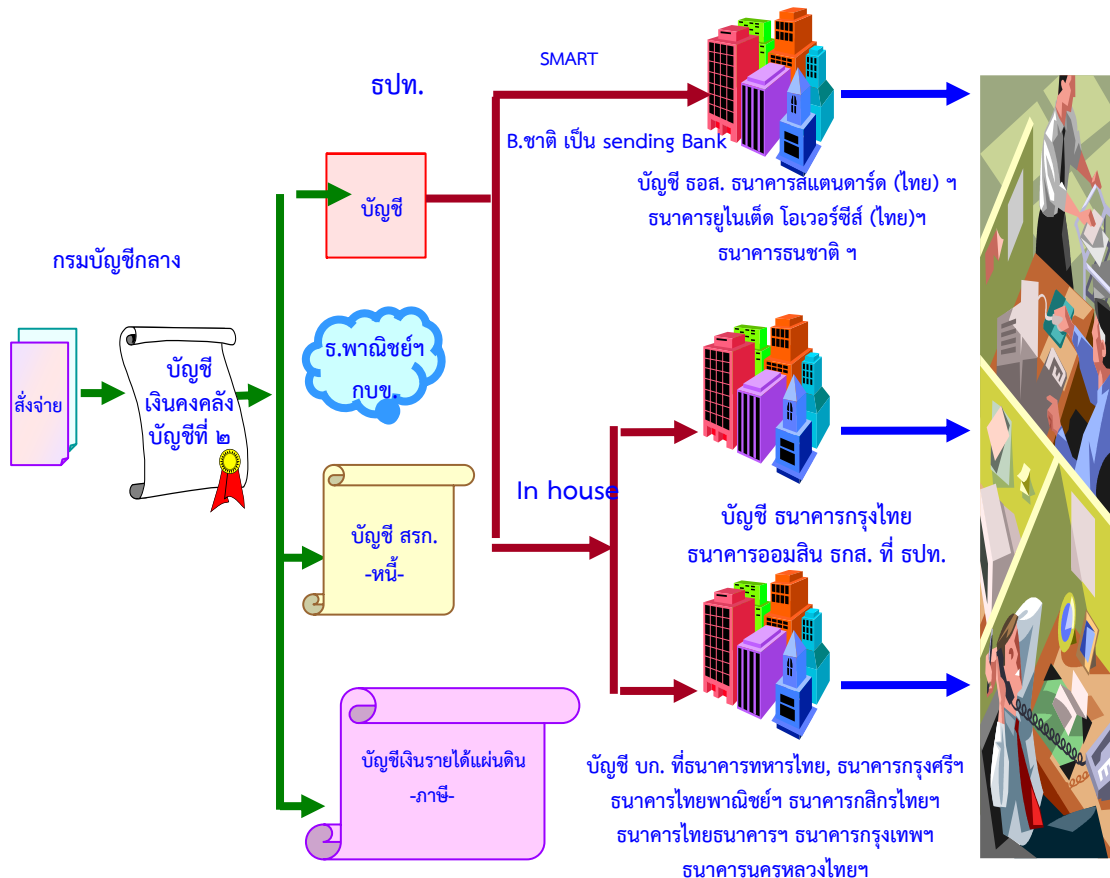 SMART
ธปท.
B.ชาติ เป็น sending Bank
บัญชี
บัญชี ธอส. ธนาคารสแตนดาร์ด (ไทย) ฯ
ธนาคารยูไนเต็ด โอเวอร์ซีส์ (ไทย)ฯ
ธนาคารธนชาติ ฯ
กรมบัญชีกลาง
สั่งจ่าย
บัญชี
เงินคงคลัง
บัญชีที่ ๒
ธ.พาณิชย์ฯ
กบข.
In house
บัญชี สรก.
-หนี้-
บัญชี ธนาคารกรุงไทย
ธนาคารออมสิน ธกส. ที่ ธปท.
บัญชีเงินรายได้แผ่นดิน
-ภาษี-
บัญชี บก. ที่ธนาคารทหารไทย, ธนาคารกรุงศรีฯ
ธนาคารไทยพาณิชย์ฯ ธนาคารกสิกรไทยฯ
ธนาคารไทยธนาคารฯ ธนาคารกรุงเทพฯ
ธนาคารนครหลวงไทยฯ